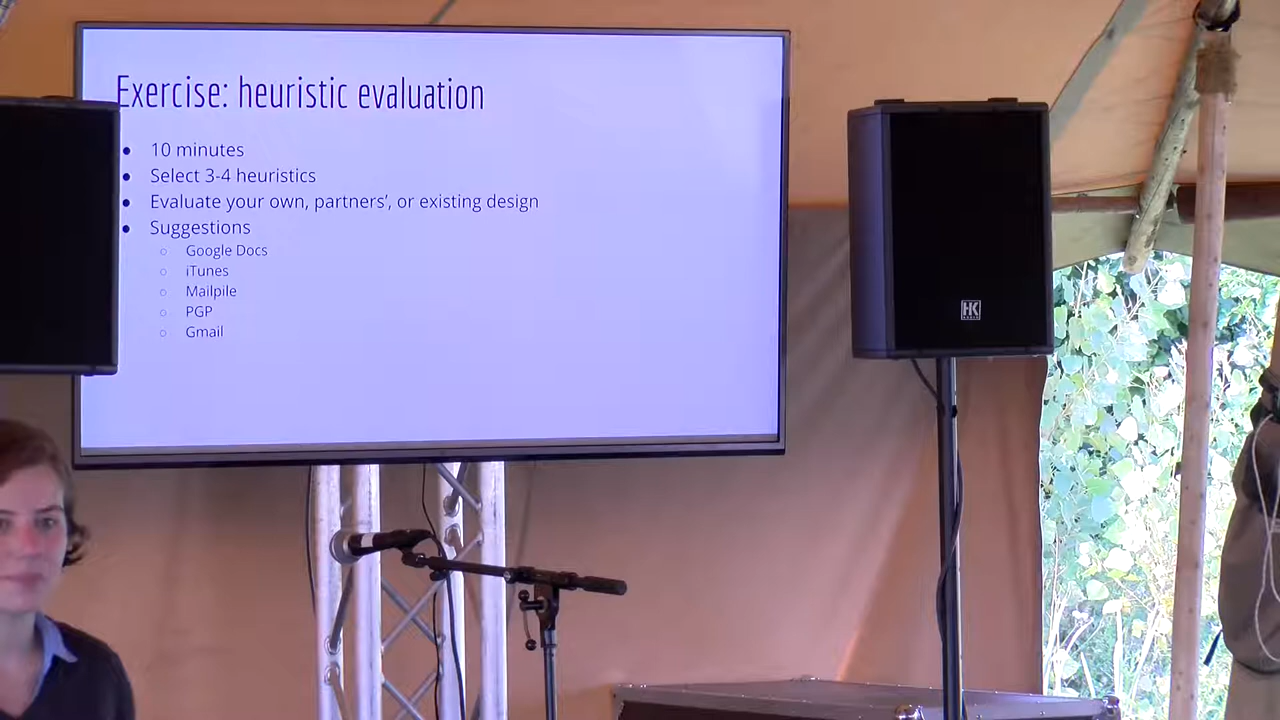 Exercise: heuristic evaluation
10 minutes
Select 3-4 heuristics
Evaluate your own, partners', or existing design
Suggestions
Google Docs
iTunes
Mailpile
PGP
Gmail
HK